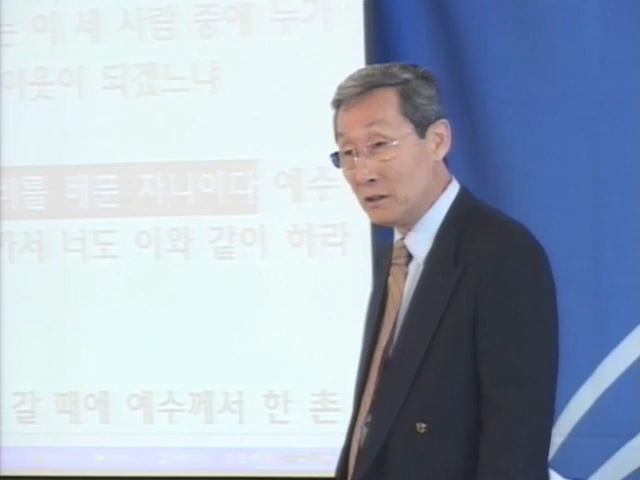 는 이 세 사람 중에 누가
이웃이 되겠느냐
비를 베푼 자니이다 예수
가서 너도 이와 같이 하라
갈 때에 예수께서 한 촌